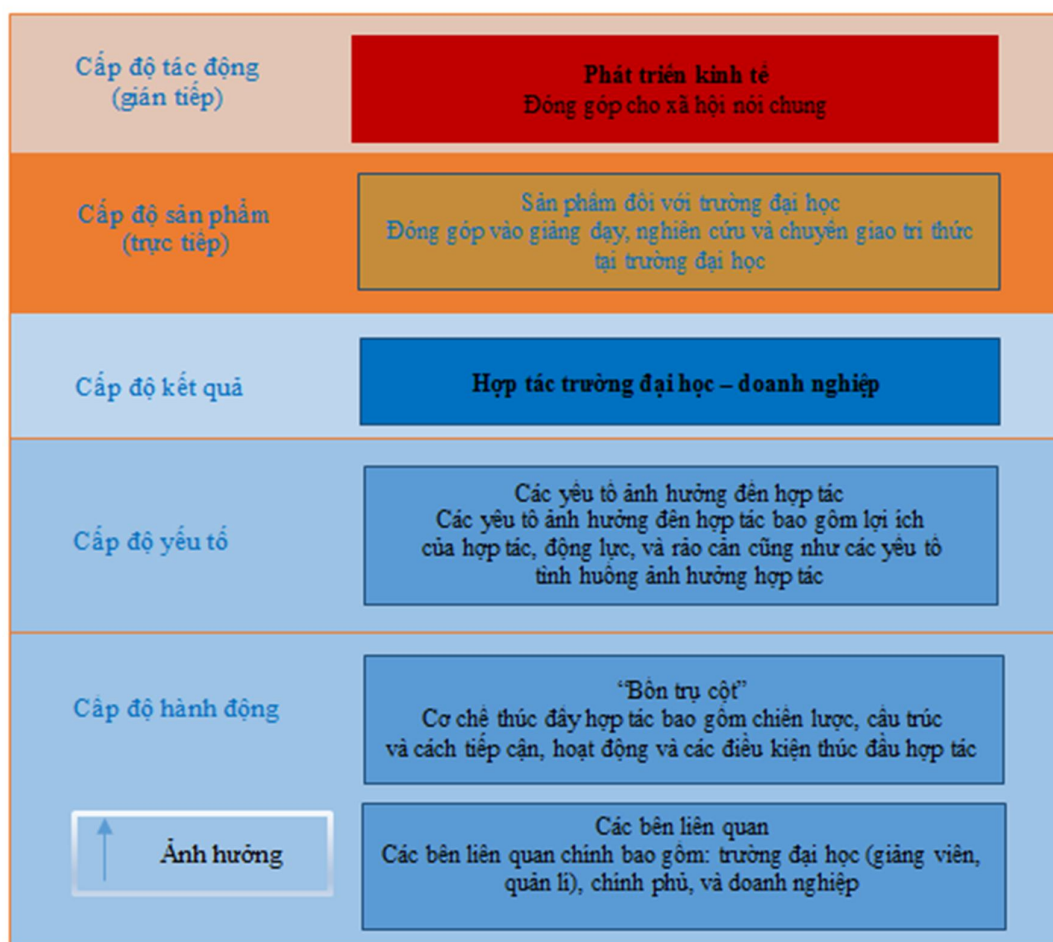 Cấp độ tác động
(gián tiếp)
Phát triển kinh tế
Đóng góp cho xã hội nói chung
Cấp độ sản phẩm
(trực tiếp)
Sản phẩm đối với trường đại học
Đóng góp vào giảng dạy, nghiên cứu và chuyển giao tri thức
tại trường đại học
Cấp độ kết quả
Hợp tác trường đại học – doanh nghiệp
Cấp độ yếu tố
Các yếu tố ảnh hưởng đến hợp tác
Các yếu tố ảnh hưởng đến hợp tác bao gồm lợi ích
của hợp tác, động lực, và rào cản cũng như các yếu tố
tình huống ảnh hưởng hợp tác
Cấp độ hành động
“Bốn trụ cột”
Cơ chế thúc đẩy hợp tác bao gồm chiến lược, cấu trúc
và cách tiếp cận, hoạt động và các điều kiện thúc đẩu hợp tác
Ảnh hưởng
Các bên liên quan
Các bên liên quan chính bao gồm: trường đại học (giảng viên,
quản lí), chính phủ, và doanh nghiệp